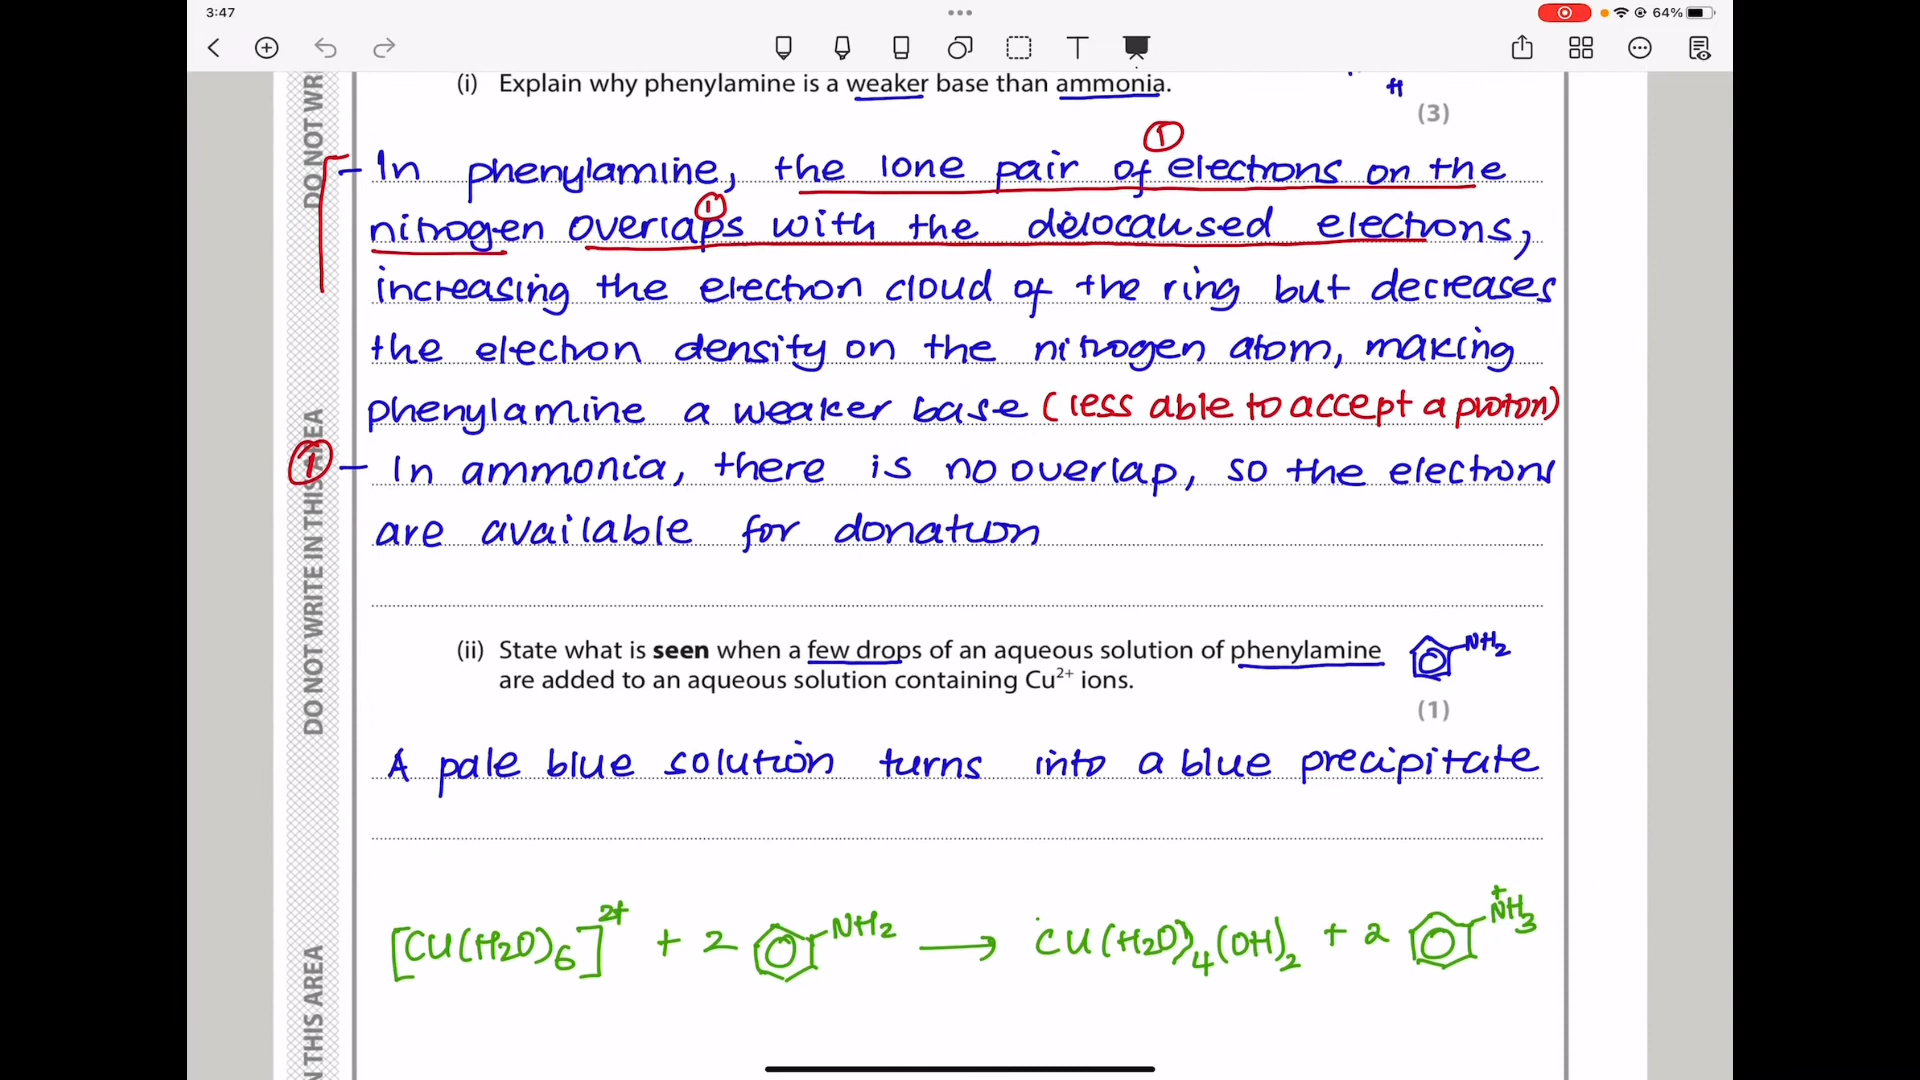 3:47
64%
DO NOT WR
(i) Explain why phenylamine is a weaker base than ammonia.
H
(3)
①
- In phenylamine, the lone pair of electrons on the
①
nitrogen overlaps with the delocalised electrons,
increasing the electron cloud of the ring but decreases
the electron density on the nitrogen atom, making
phenylamine a weaker base (less able to accept a proton)
① - In ammonia, there is no overlap, so the electrons
are available for donation
DO NOT WRITE IN THIS AREA
(ii) State what is seen when a few drops of an aqueous solution of phenylamine
NH₂
are added to an aqueous solution containing Cu²⁺ ions.
(1)
A pale blue solution turns into a blue precipitate
[Cu(H₂O)₆]²⁺ + 2 NH₂ ⟶ Cu(H₂O)₄(OH)₂ + 2 N⁺H₃
N THIS AREA